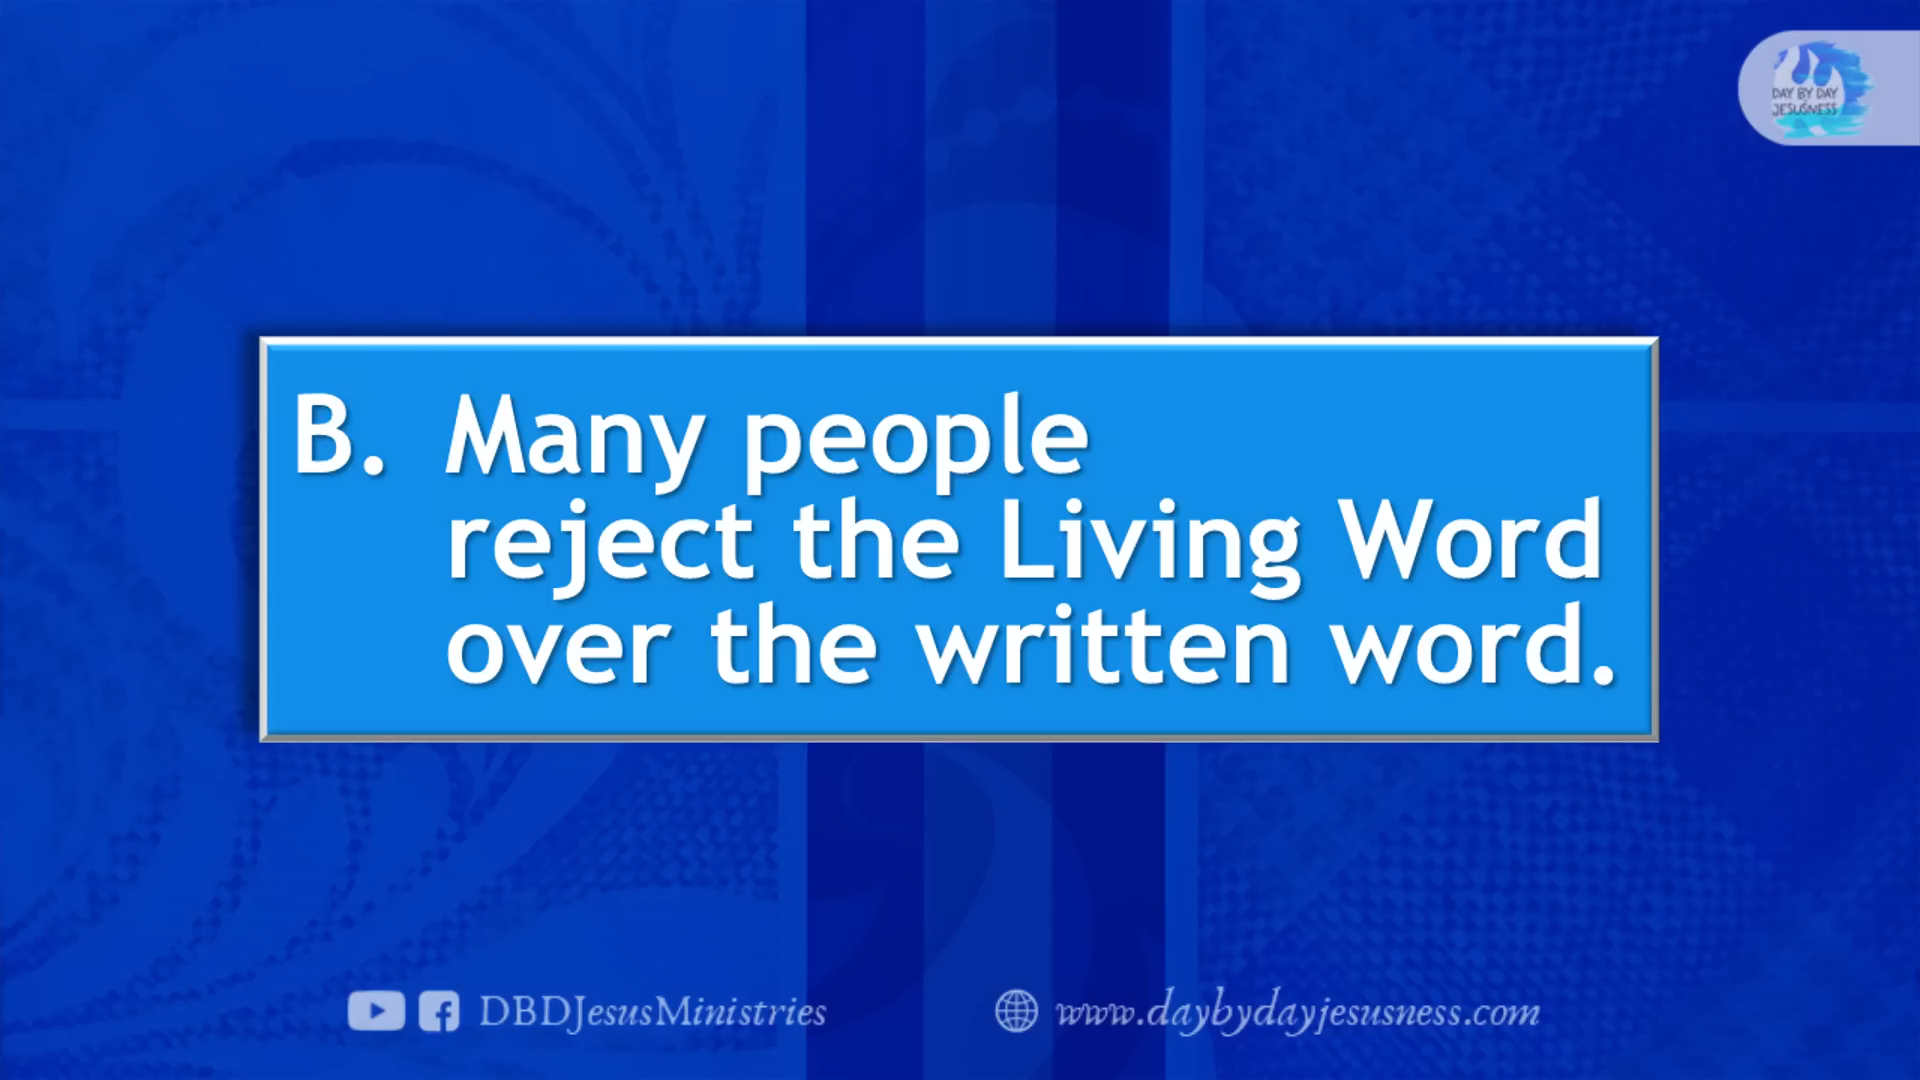 DAY BY DAY
JESUSNESS
B. Many people
reject the Living Word
over the written word.
DBDJesusMinistries
www.daybydayjesusness.com